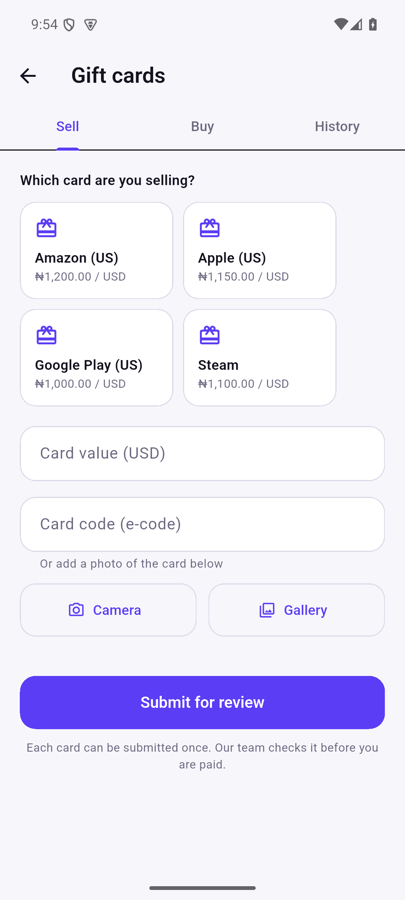 9:54
Gift cards
Sell
Buy
History
Which card are you selling?
Amazon (US)
₦1,200.00 / USD
Apple (US)
₦1,150.00 / USD
Google Play (US)
₦1,000.00 / USD
Steam
₦1,100.00 / USD
Card value (USD)
Card code (e-code)
Or add a photo of the card below
Camera
Gallery
Submit for review
Each card can be submitted once. Our team checks it before you
are paid.